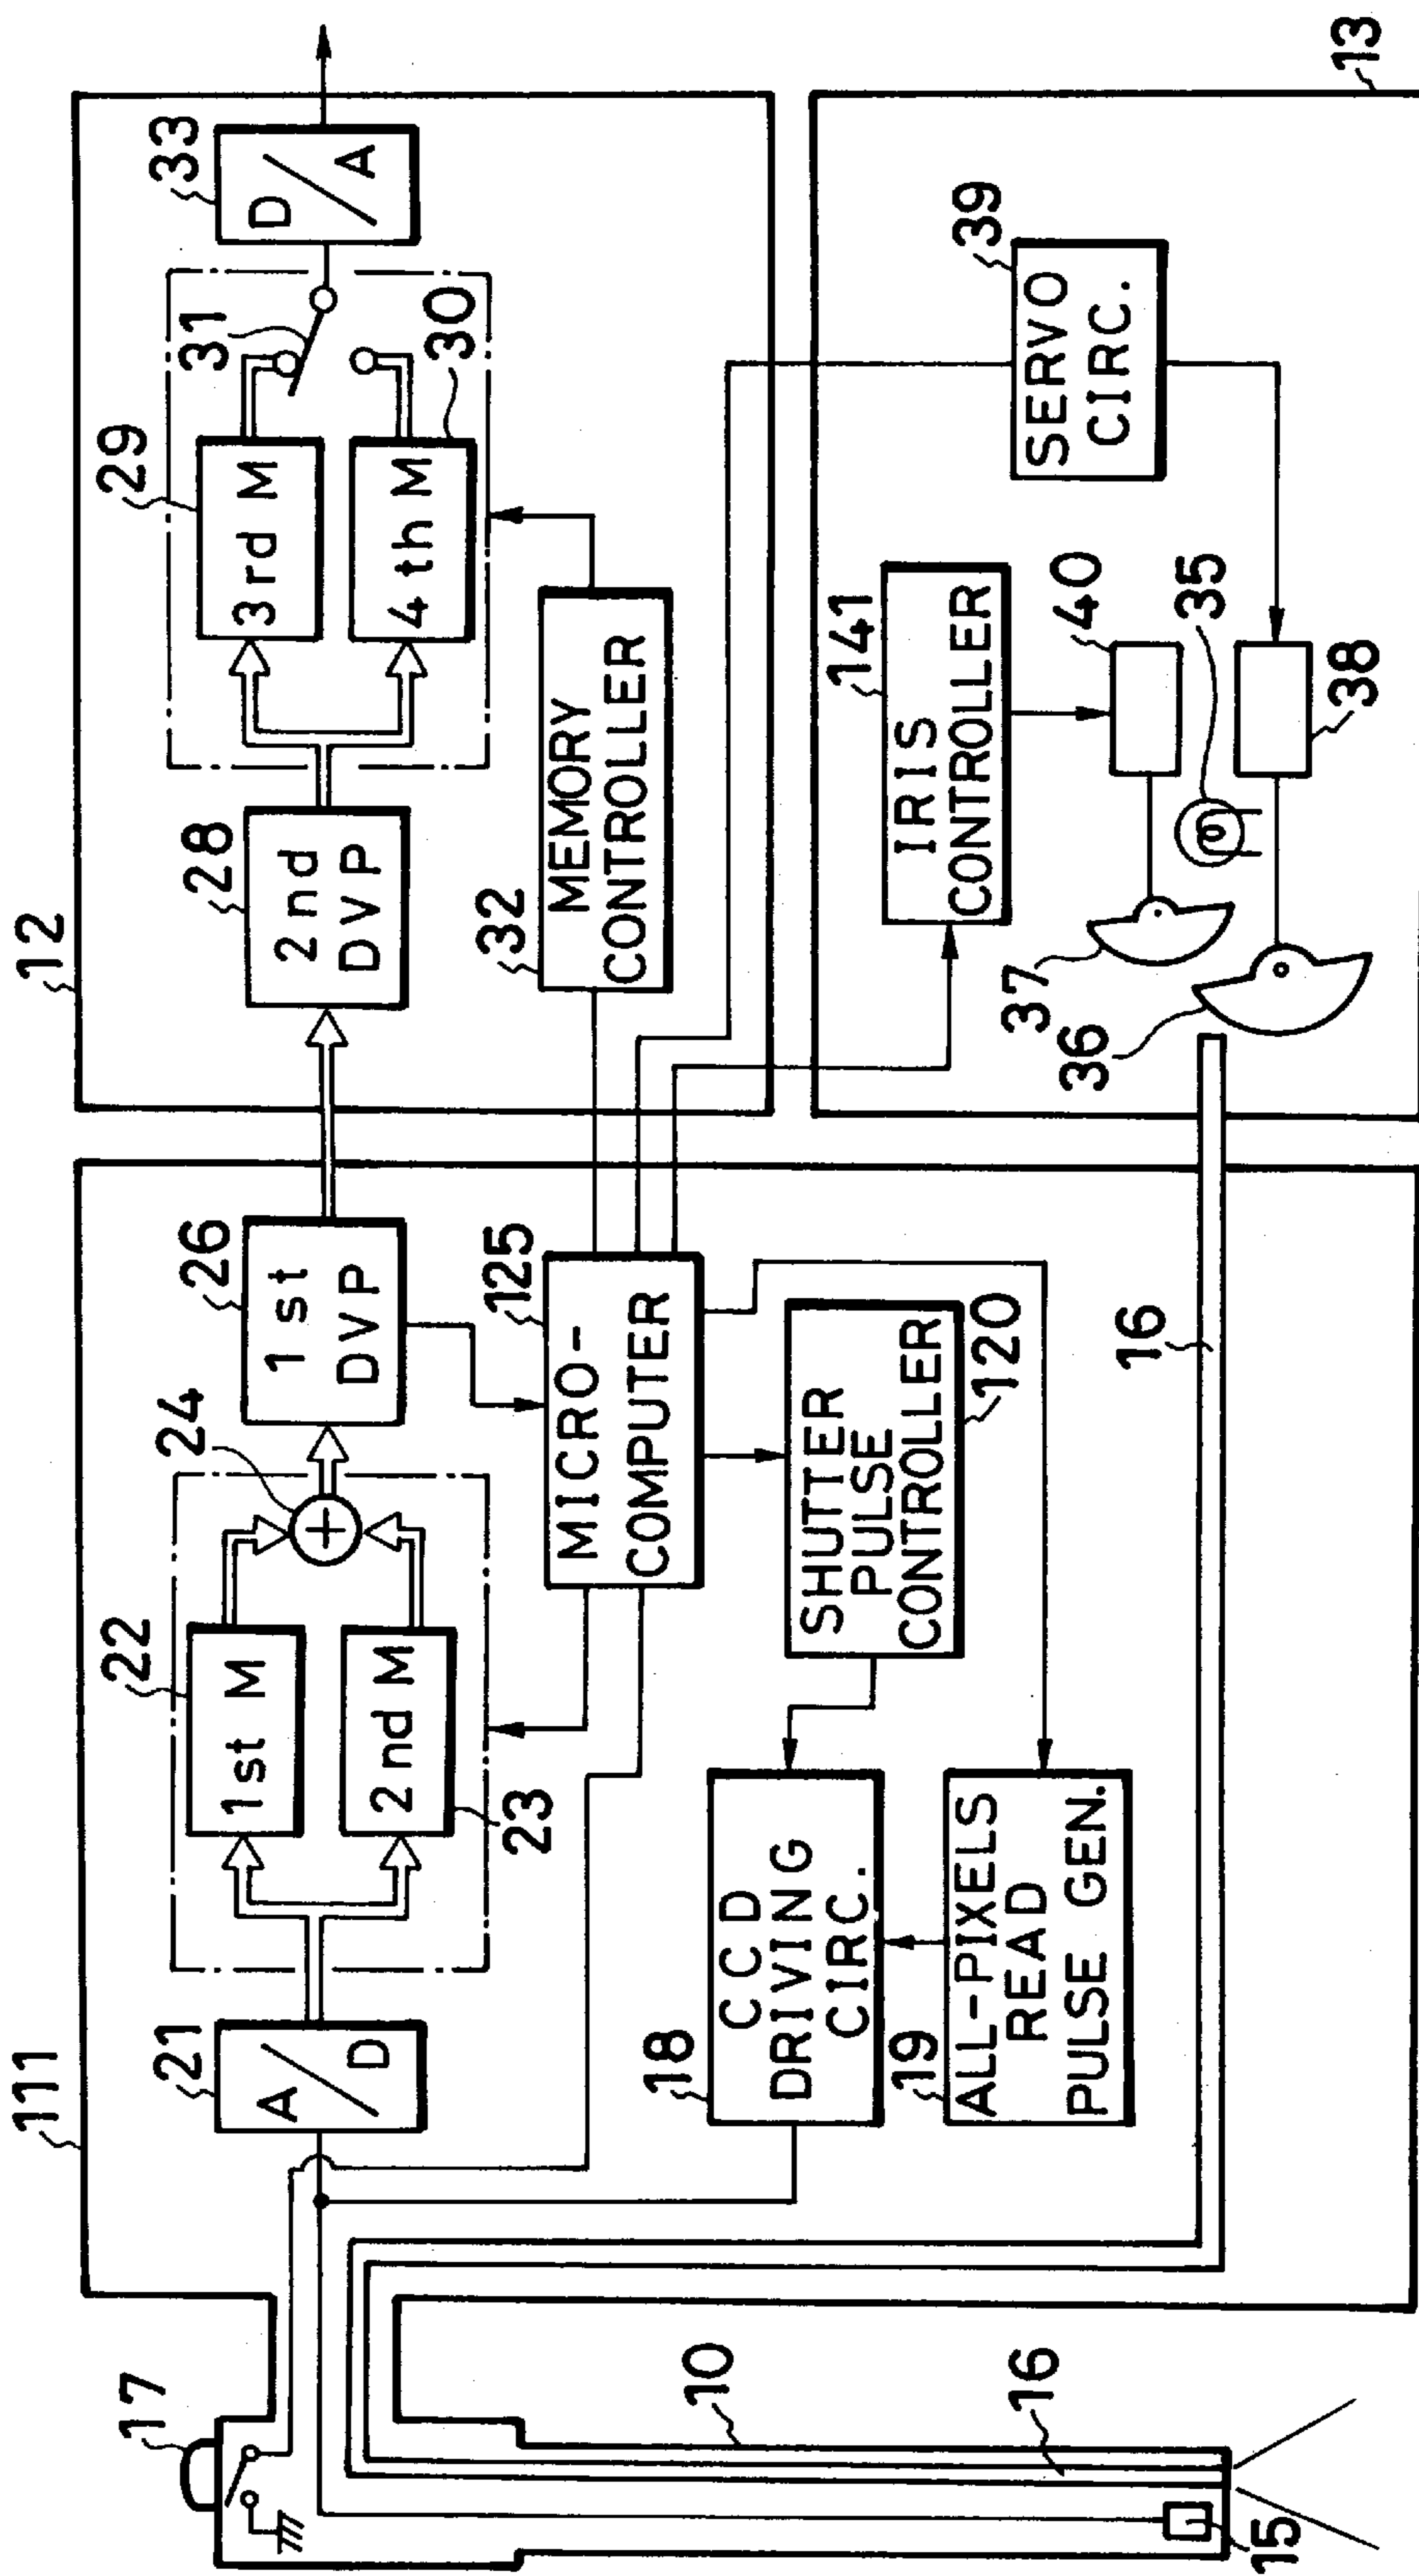 111
12
13
17
21
A/D
22
1st M
2nd M
23
24
+
26
1st
DVP
28
2nd
DVP
29
3rd M
4th M
30
31
33
D/A
125
MICRO-
COMPUTER
32
MEMORY
CONTROLLER
SHUTTER
PULSE
CONTROLLER
120
18
CCD
DRIVING
CIRC.
19
ALL-PIXELS
READ
PULSE GEN.
141
IRIS
CONTROLLER
39
SERVO
CIRC.
40
35
38
37
36
16
10
16
15